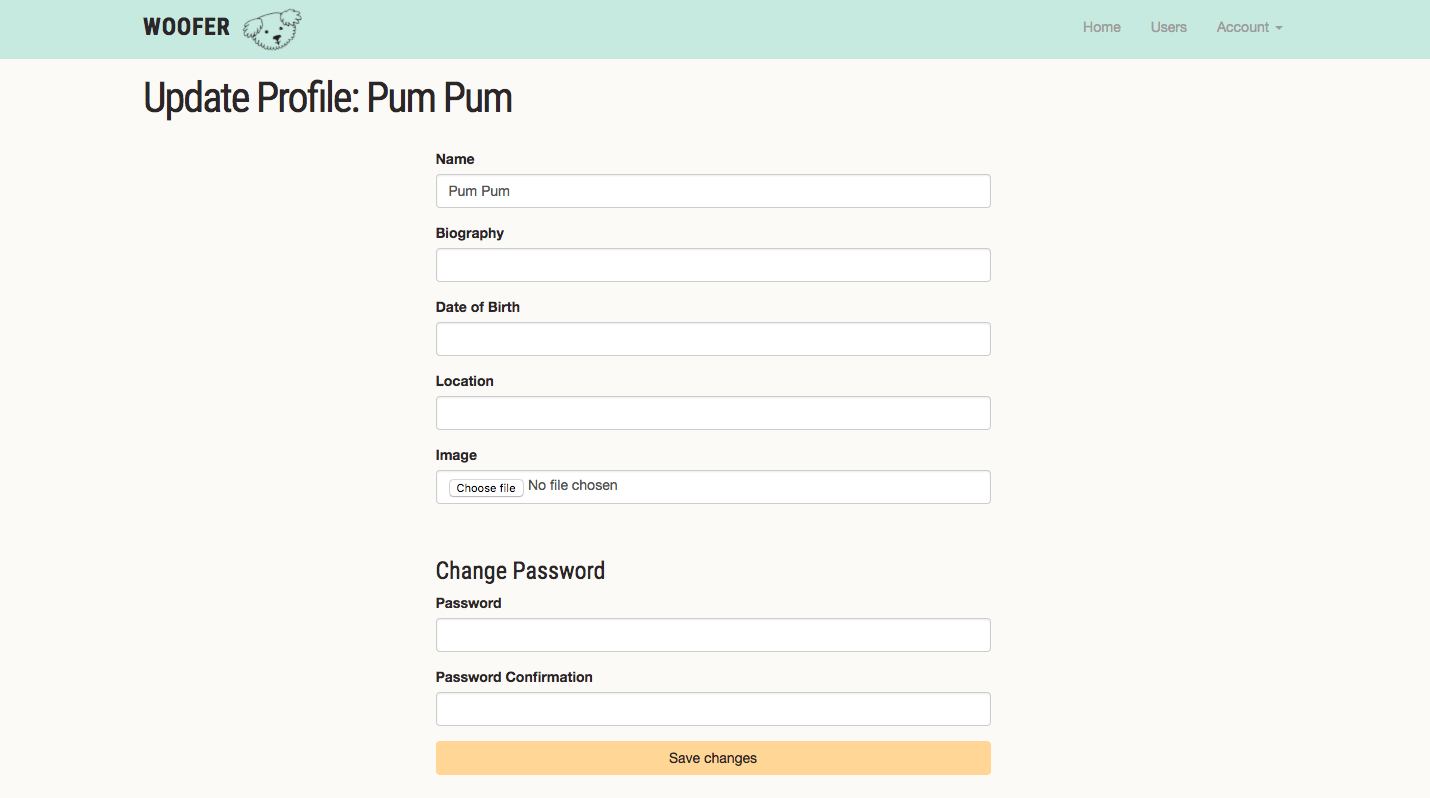 WOOFER
Home Users Account
Update Profile: Pum Pum
Name
Pum Pum
Biography
Date of Birth
Location
Image
Choose file No file chosen
Change Password
Password
Password Confirmation
Save changes